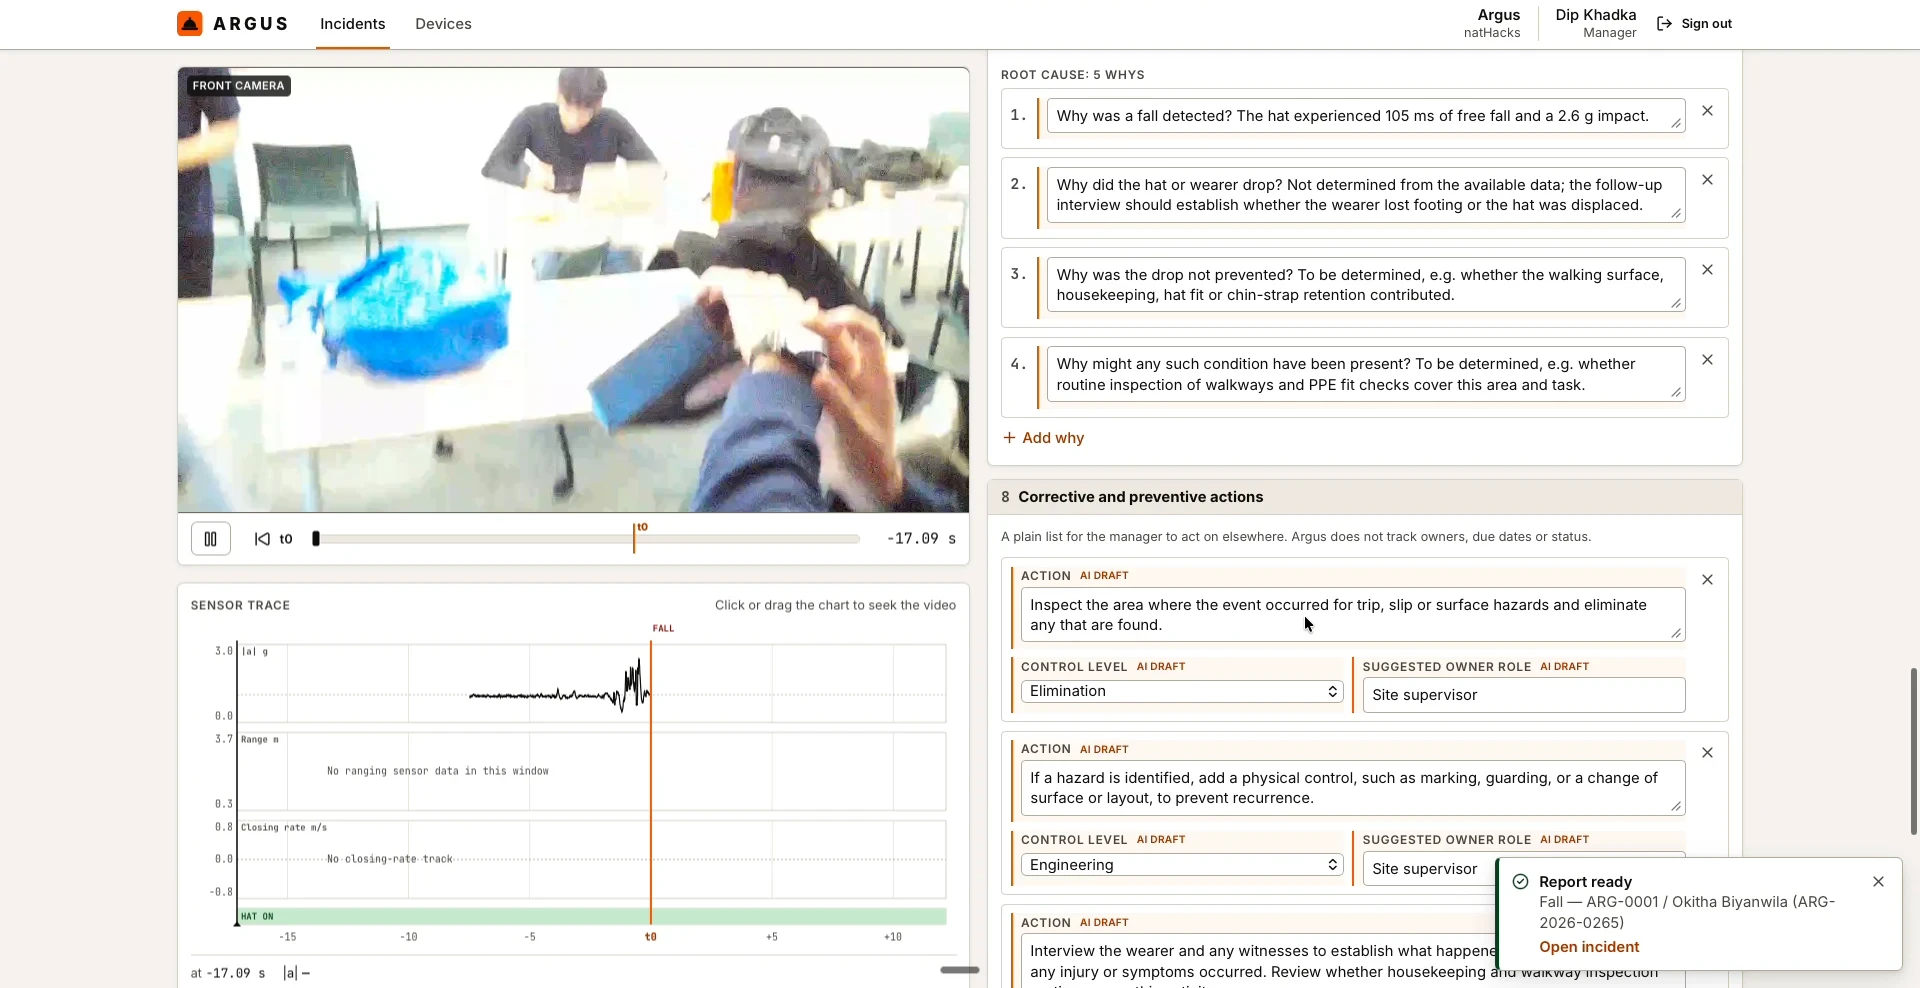 ARGUS
Incidents
Devices
Argus
natHacks
Dip Khadka
Manager
Sign out
FRONT CAMERA
t0
t0
-17.09 s
SENSOR TRACE
Click or drag the chart to seek the video
FALL
3.0
|a| g
0.0
3.7
Range m
No ranging sensor data in this window
0.3
0.8
Closing rate m/s
0.0
No closing-rate track
-0.8
HAT ON
-15
-10
-5
t0
+5
+10
at -17.09 s |a| —
ROOT CAUSE: 5 WHYS
1. Why was a fall detected? The hat experienced 105 ms of free fall and a 2.6 g impact.
2. Why did the hat or wearer drop? Not determined from the available data; the follow-up
interview should establish whether the wearer lost footing or the hat was displaced.
3. Why was the drop not prevented? To be determined, e.g. whether the walking surface,
housekeeping, hat fit or chin-strap retention contributed.
4. Why might any such condition have been present? To be determined, e.g. whether
routine inspection of walkways and PPE fit checks cover this area and task.
+ Add why
8 Corrective and preventive actions
A plain list for the manager to act on elsewhere. Argus does not track owners, due dates or status.
ACTION AI DRAFT
Inspect the area where the event occurred for trip, slip or surface hazards and eliminate
any that are found.
CONTROL LEVEL AI DRAFT
Elimination
SUGGESTED OWNER ROLE AI DRAFT
Site supervisor
ACTION AI DRAFT
If a hazard is identified, add a physical control, such as marking, guarding, or a change of
surface or layout, to prevent recurrence.
CONTROL LEVEL AI DRAFT
Engineering
SUGGESTED OWNER ROLE AI DRAFT
Site supervisor
ACTION AI DRAFT
Interview the wearer and any witnesses to establish what
any injury or symptoms occurred. Review whether housekeeping and walkway inspection
Report ready
Fall — ARG-0001 / Okitha Biyanwila (ARG-
2026-0265)
Open incident